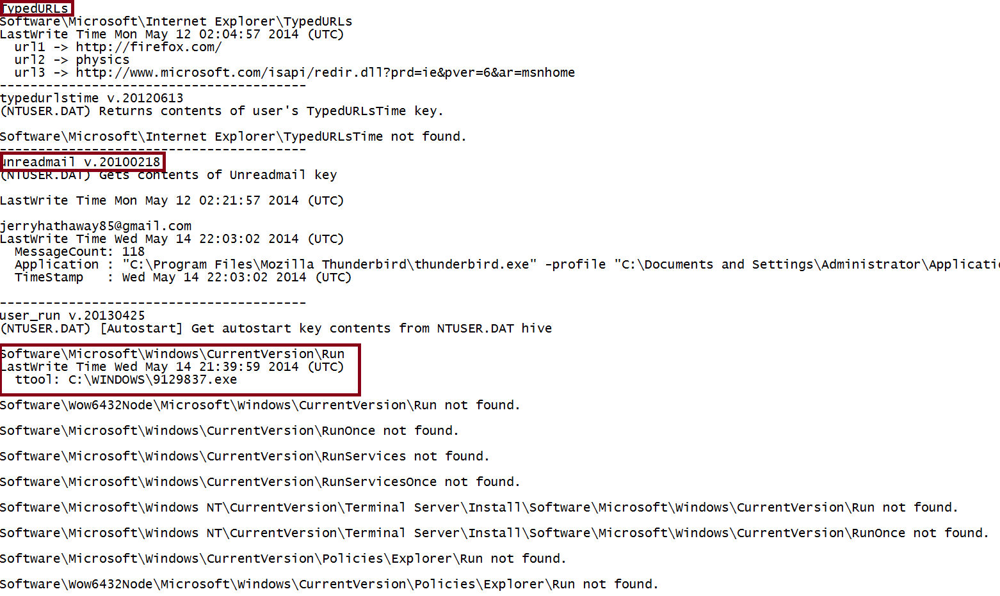 TypedURLs
Software\Microsoft\Internet Explorer\TypedURLs
LastWrite Time Mon May 12 02:04:57 2014 (UTC)
  url1 -> http://firefox.com/
  url2 -> physics
  url3 -> http://www.microsoft.com/isapi/redir.dll?prd=ie&pver=6&ar=msnhome
----------------------------------------
typedurlstime v.20120613
(NTUSER.DAT) Returns contents of user's TypedURLsTime key.

Software\Microsoft\Internet Explorer\TypedURLsTime not found.
----------------------------------------
unreadmail v.20100218
(NTUSER.DAT) Gets contents of Unreadmail key

LastWrite Time Mon May 12 02:21:57 2014 (UTC)

jerryhathaway85@gmail.com
LastWrite Time Wed May 14 22:03:02 2014 (UTC)
  MessageCount: 118
  Application : "C:\Program Files\Mozilla Thunderbird\thunderbird.exe" -profile "C:\Documents and Settings\Administrator\Applicatio
  TimeStamp   : Wed May 14 22:03:02 2014 (UTC)

----------------------------------------
user_run v.20130425
(NTUSER.DAT) [Autostart] Get autostart key contents from NTUSER.DAT hive

Software\Microsoft\Windows\CurrentVersion\Run
LastWrite Time Wed May 14 21:39:59 2014 (UTC)
  ttool: C:\WINDOWS\9129837.exe

Software\Wow6432Node\Microsoft\Windows\CurrentVersion\Run not found.

Software\Microsoft\Windows\CurrentVersion\RunOnce not found.

Software\Microsoft\Windows\CurrentVersion\RunServices not found.

Software\Microsoft\Windows\CurrentVersion\RunServicesOnce not found.

Software\Microsoft\Windows NT\CurrentVersion\Terminal Server\Install\Software\Microsoft\Windows\CurrentVersion\Run not found.

Software\Microsoft\Windows NT\CurrentVersion\Terminal Server\Install\Software\Microsoft\Windows\CurrentVersion\RunOnce not found.

Software\Microsoft\Windows\CurrentVersion\Policies\Explorer\Run not found.

Software\Wow6432Node\Microsoft\Windows\CurrentVersion\Policies\Explorer\Run not found.